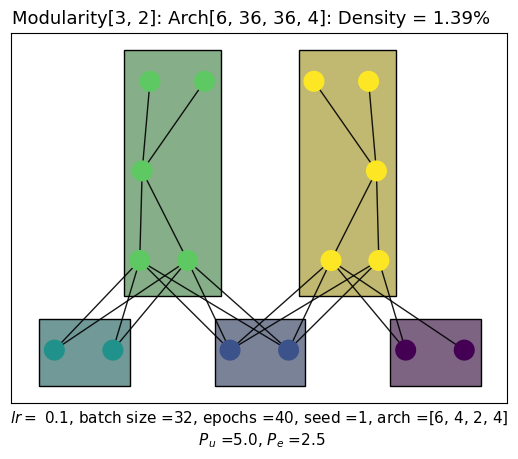 Modularity[3, 2]: Arch[6, 36, 36, 4]: Density = 1.39%
lr = 0.1, batch size =32, epochs =40, seed =1, arch =[6, 4, 2, 4]
P_u =5.0, P_e =2.5